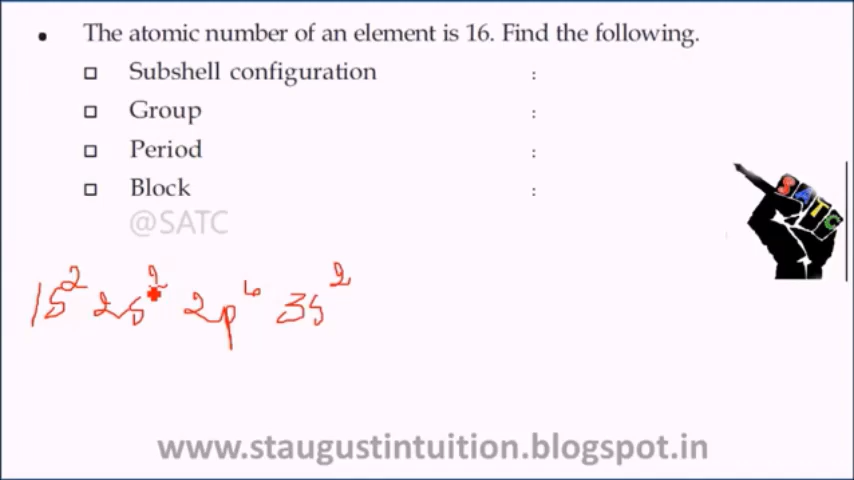 • The atomic number of an element is 16. Find the following.
□ Subshell configuration :
□ Group :
□ Period :
□ Block :
@SATC
SATC
1s² 2s² 2p⁶ 3s²
www.staugustintuition.blogspot.in